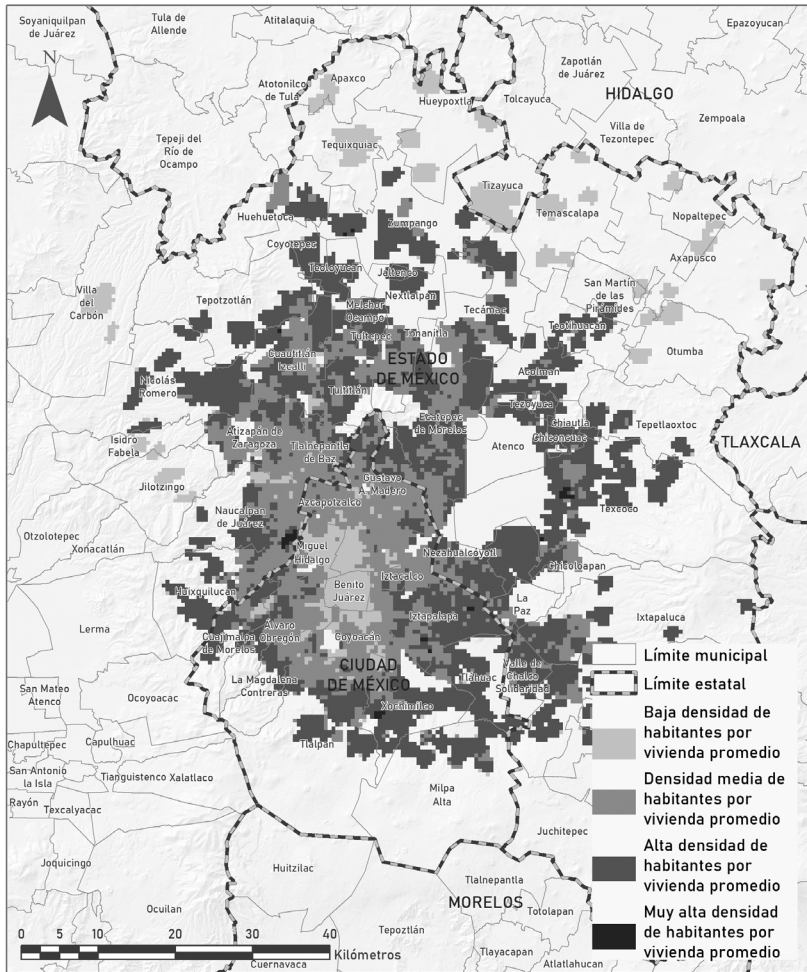 Soyaniquilpan
de Juárez
Tula de
Allende
Atitalaquia
Epazoyucan
N
Atotonilco
de Tula
Apaxco
Hueypoxtla
Tolcayuca
Zapotlán
de Juárez
HIDALGO
Zempoala
Villa de
Tezontepec
Tepeji del
Río de
Ocampo
Tequixquiac
Tizayuca
Temascalapa
Nopaltepec
Axapusco
Huehuetoca
Zumpango
Coyotepec
Teoloyucan
Jaltenco
Nextlalpan
San Martín
de las
Pirámides
Villa
del
Carbón
Tepotzotlán
Melchor
Ocampo
Tultepec
Tonanitla
Tecámac
Teotihuacan
Otumba
Cuautitlán
Izcalli
ESTADO
DE MÉXICO
Acolman
Nicolás
Romero
Tultitlán
Tezoyuca
Ecatepec
de Morelos
Chiautla
Chiconcuac
Tepetlaoxtoc
TLAXCALA
Atizapán de
Zaragoza
Isidro
Fabela
Tlalnepantla
de Baz
Atenco
Jilotzingo
Gustavo
A. Madero
Azcapotzalco
Texcoco
Naucalpan
de Juárez
Otzolotepec
Xonacatlán
Miguel
Hidalgo
Nezahualcóyotl
Chicoloapan
Iztacalco
Benito
Juárez
Huixquilucan
La
Paz
Ixtapaluca
Iztapalapa
Lerma
Álvaro
Obregón
Cuajimalpa
de Morelos
Coyoacán
CIUDAD
DE MÉXICO
Valle de
Chalco
Solidaridad
Tláhuac
La Magdalena
Contreras
San Mateo
Atenco
Ocoyoacac
Xochimilco
Tlalpan
Chapultepec
Capulhuac
San Antonio
la Isla
Tianguistenco
Xalatlaco
Rayón
Texcalyacac
Milpa
Alta
Juchitepec
Joquicingo
Huitzilac
Tlalnepantla
MORELOS
Totolapan
Ocuilan
Tepoztlán
Tlayacapan
Atlatlahucan
Cuernavaca
Límite municipal
Límite estatal
Baja densidad de
habitantes por
vivienda promedio
Densidad media de
habitantes por
vivienda promedio
Alta densidad de
habitantes por
vivienda promedio
Muy alta densidad
de habitantes por
vivienda promedio
0 5 10 20 30 40
Kilómetros